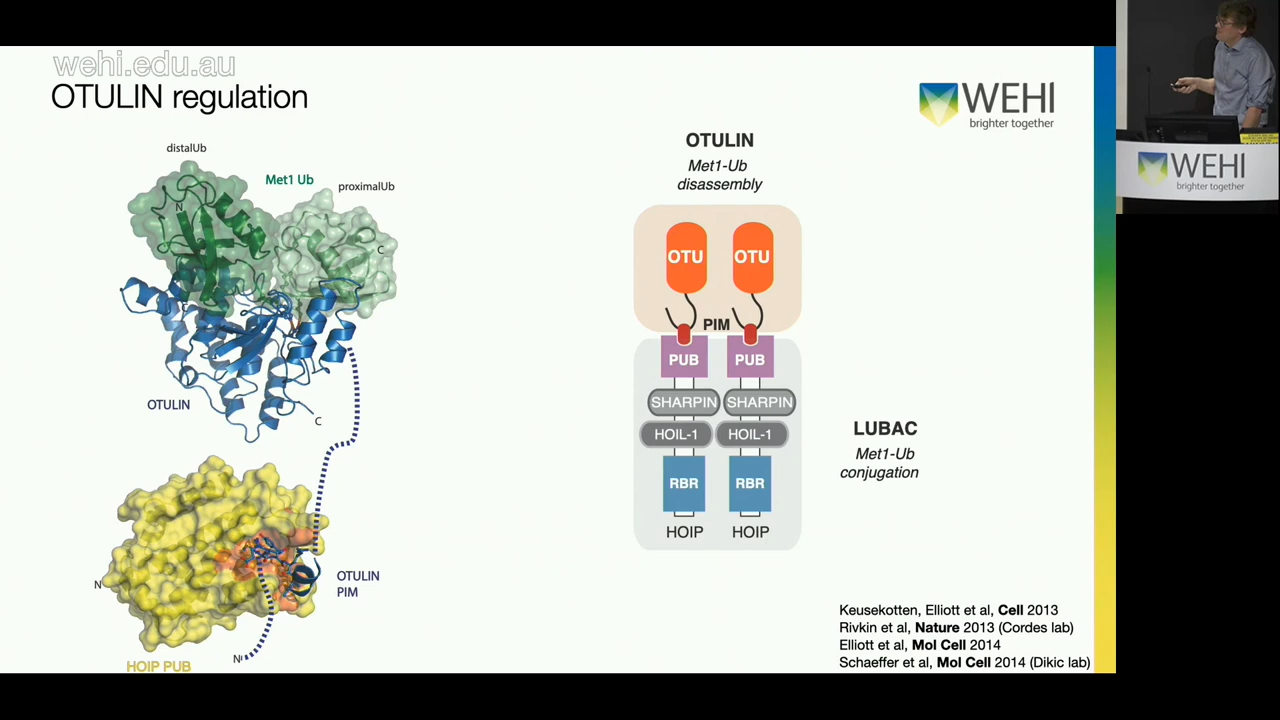 wehi.edu.au
OTULIN regulation
WEHI
brighter together
distalUb
Met1 Ub
proximalUb
N
C
C
OTULIN
C
N
OTULIN
PIM
HOIP PUB
N
OTULIN
Met1-Ub
disassembly
OTU OTU
PIM
PUB PUB
SHARPIN SHARPIN
HOIL-1 HOIL-1
RBR RBR
HOIP HOIP
LUBAC
Met1-Ub
conjugation
Keusekotten, Elliott et al, Cell 2013
Rivkin et al, Nature 2013 (Cordes lab)
Elliott et al, Mol Cell 2014
Schaeffer et al, Mol Cell 2014 (Dikic lab)
WEHI
brighter together